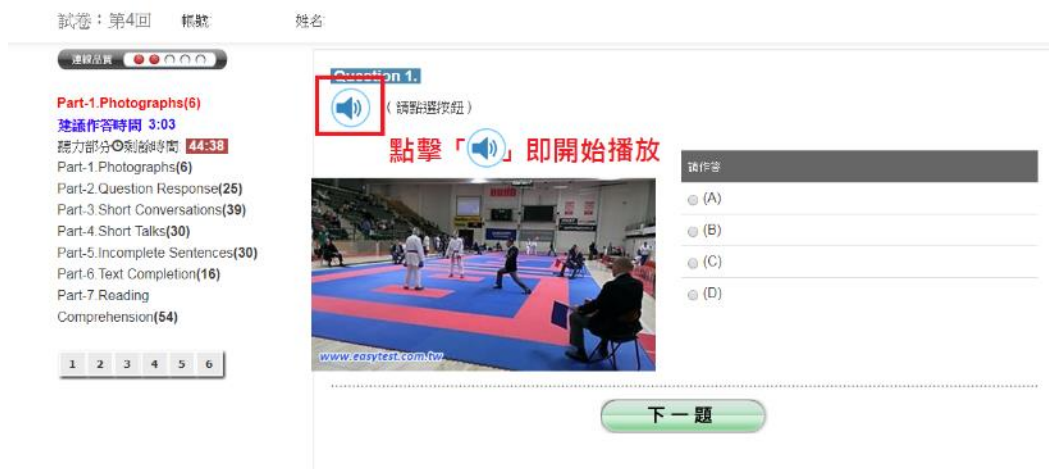 試卷：第4回 帳號: 姓名:
連線品質
Part-1.Photographs(6)
建議作答時間 3:03
聽力部分剩餘時間: 44:38
Part-1.Photographs(6)
Part-2.Question Response(25)
Part-3.Short Conversations(39)
Part-4.Short Talks(30)
Part-5.Incomplete Sentences(30)
Part-6.Text Completion(16)
Part-7.Reading
Comprehension(54)
1 2 3 4 5 6
Question 1.
（請點選按鈕）
點擊「」即開始播放
www.easytest.com.tw
請作答
(A)
(B)
(C)
(D)
下一題